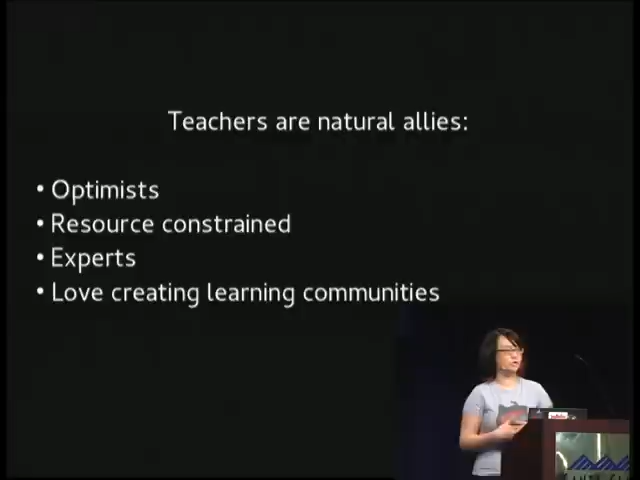 Teachers are natural allies:
• Optimists
• Resource constrained
• Experts
• Love creating learning communities